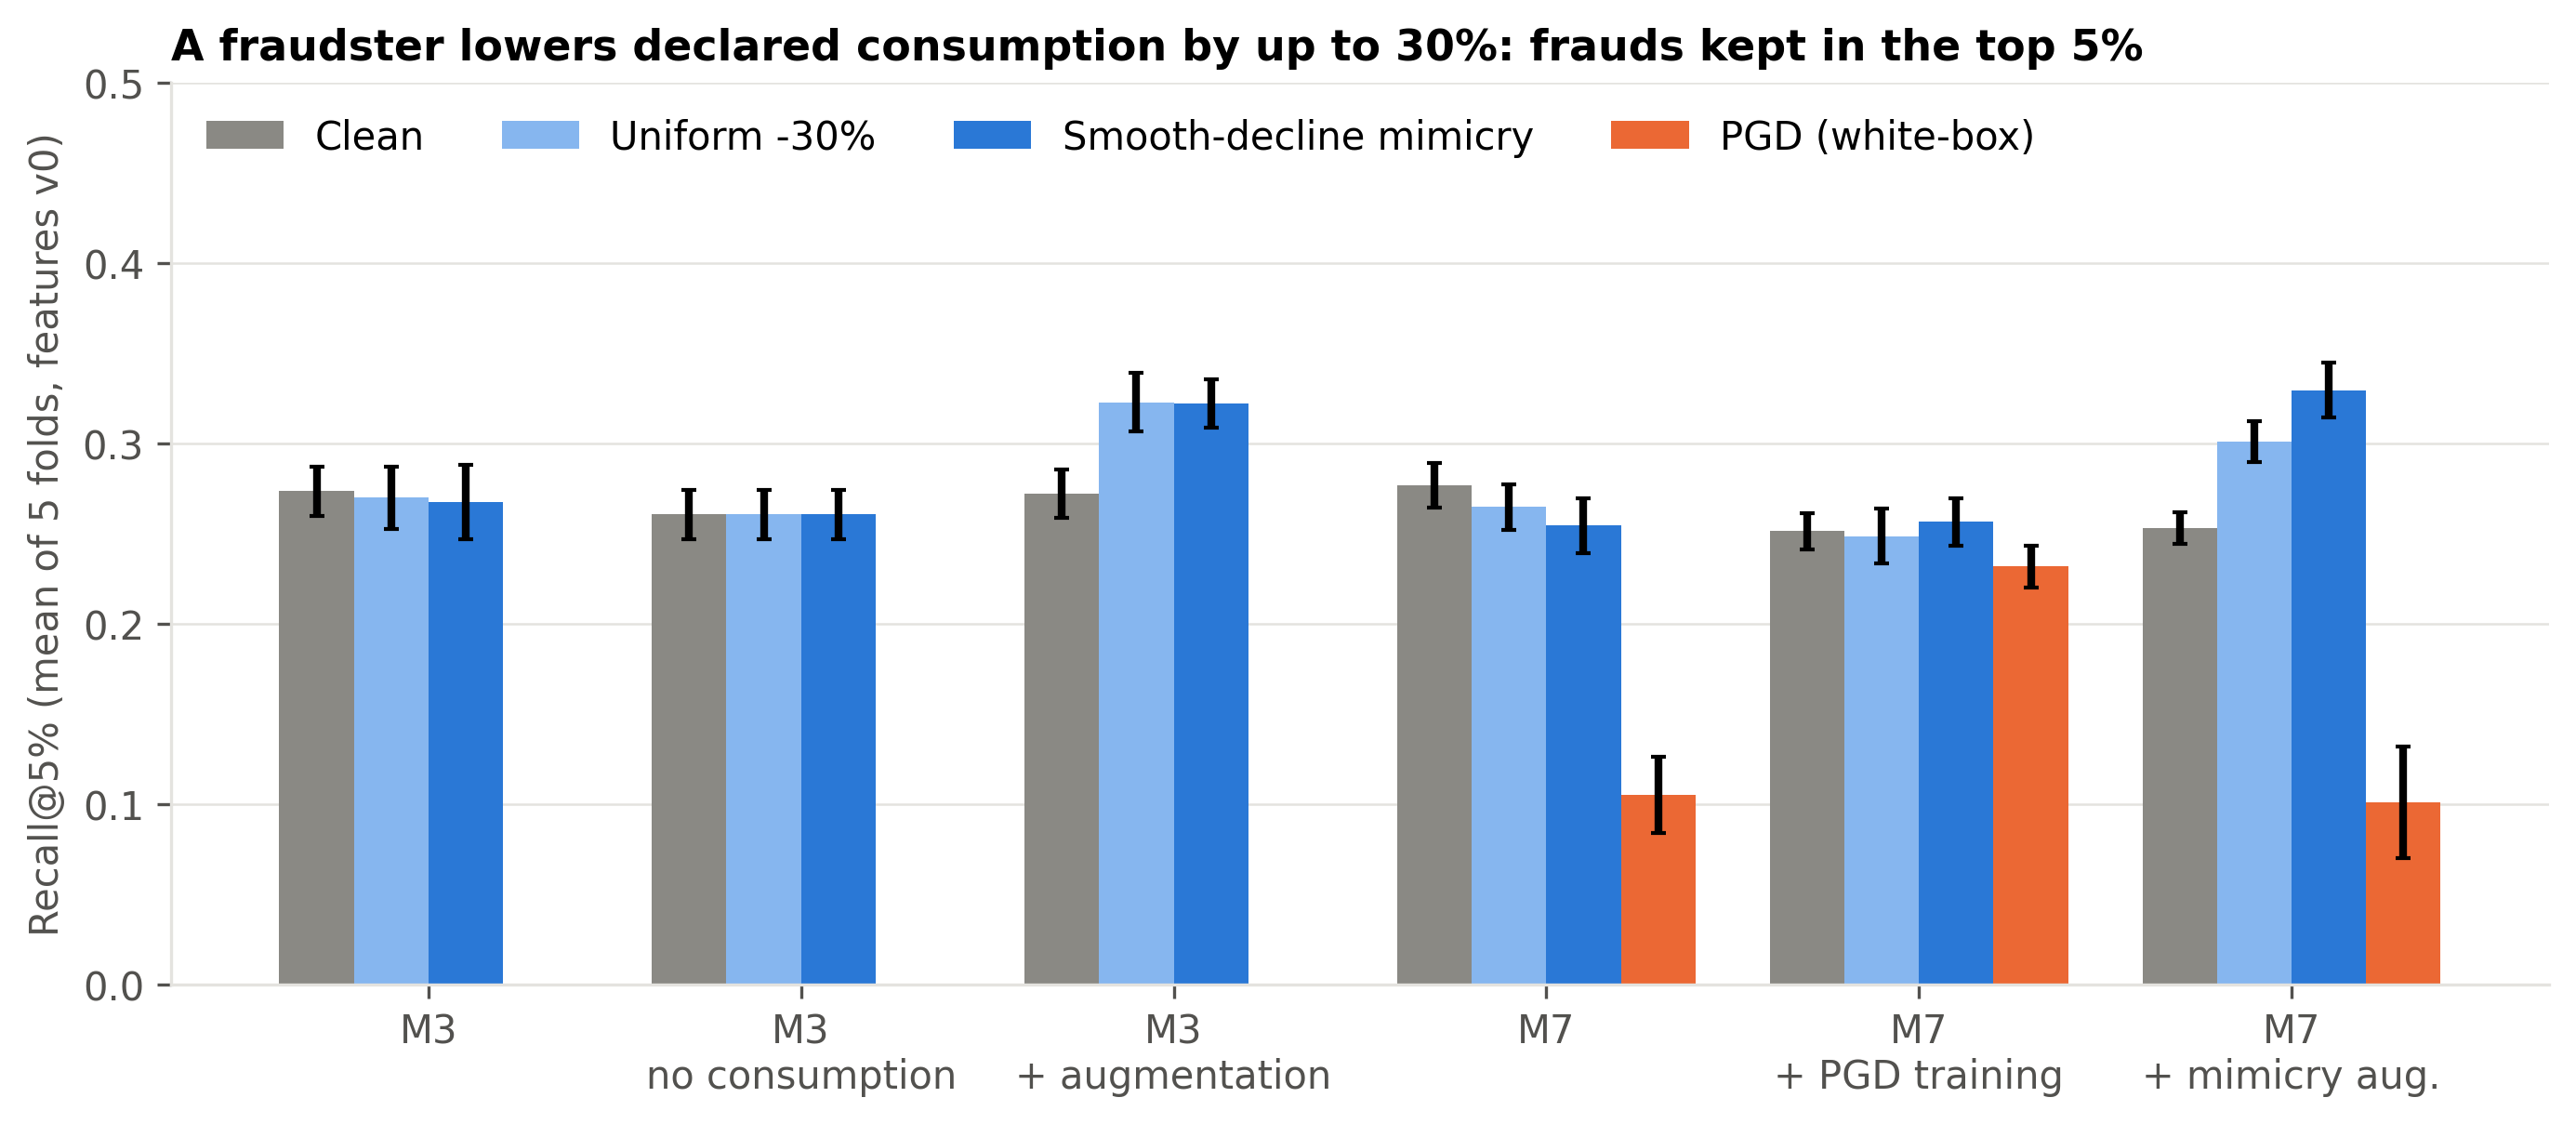 A fraudster lowers declared consumption by up to 30%: frauds kept in the top 5%
Clean
Uniform -30%
Smooth-decline mimicry
PGD (white-box)
Recall@5% (mean of 5 folds, features v0)
0.5
0.4
0.3
0.2
0.1
0.0
M3
M3
no consumption
M3
+ augmentation
M7
M7
+ PGD training
M7
+ mimicry aug.